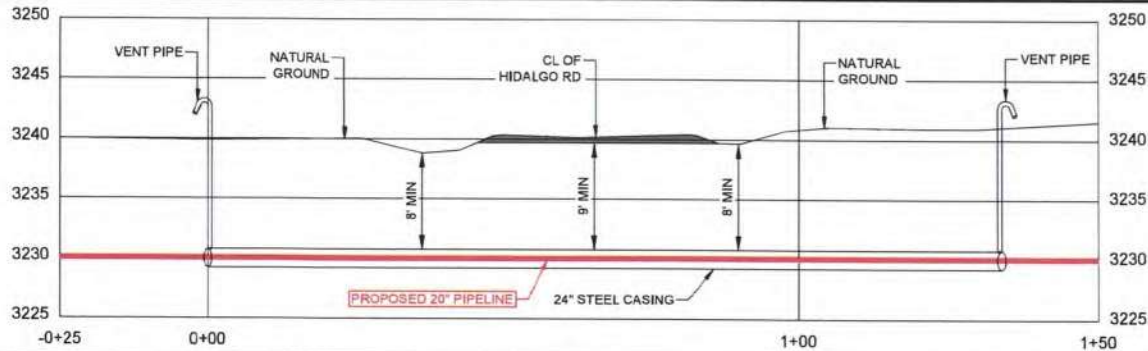 3250
3250
VENT PIPE
NATURAL
GROUND
CL OF
HIDALGO RD
NATURAL
GROUND
VENT PIPE
3245
3245
3240
3240
8' MIN
9' MIN
8' MIN
3235
3235
3230
3230
PROPOSED 20" PIPELINE
24" STEEL CASING
3225
3225
-0+25
0+00
1+00
1+50